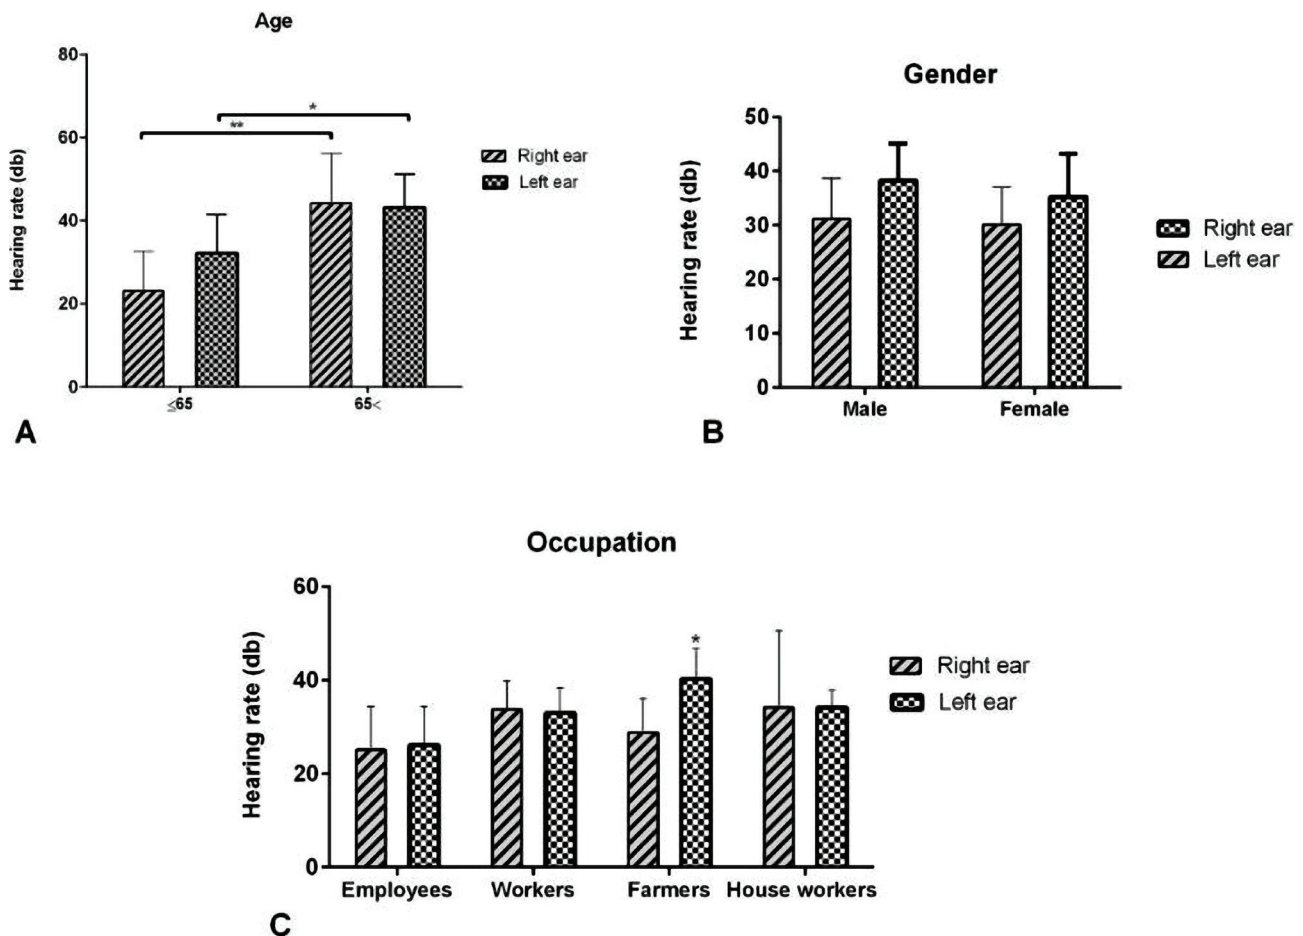 Age
Hearing rate (db)
80
60
40
20
0
*
**
≤65
65<
Right ear
Left ear
A
Gender
Hearing rate (db)
50
40
30
20
10
0
Male
Female
Right ear
Left ear
B
Occupation
Hearing rate (db)
60
40
20
0
*
Employees
Workers
Farmers
House workers
Right ear
Left ear
C